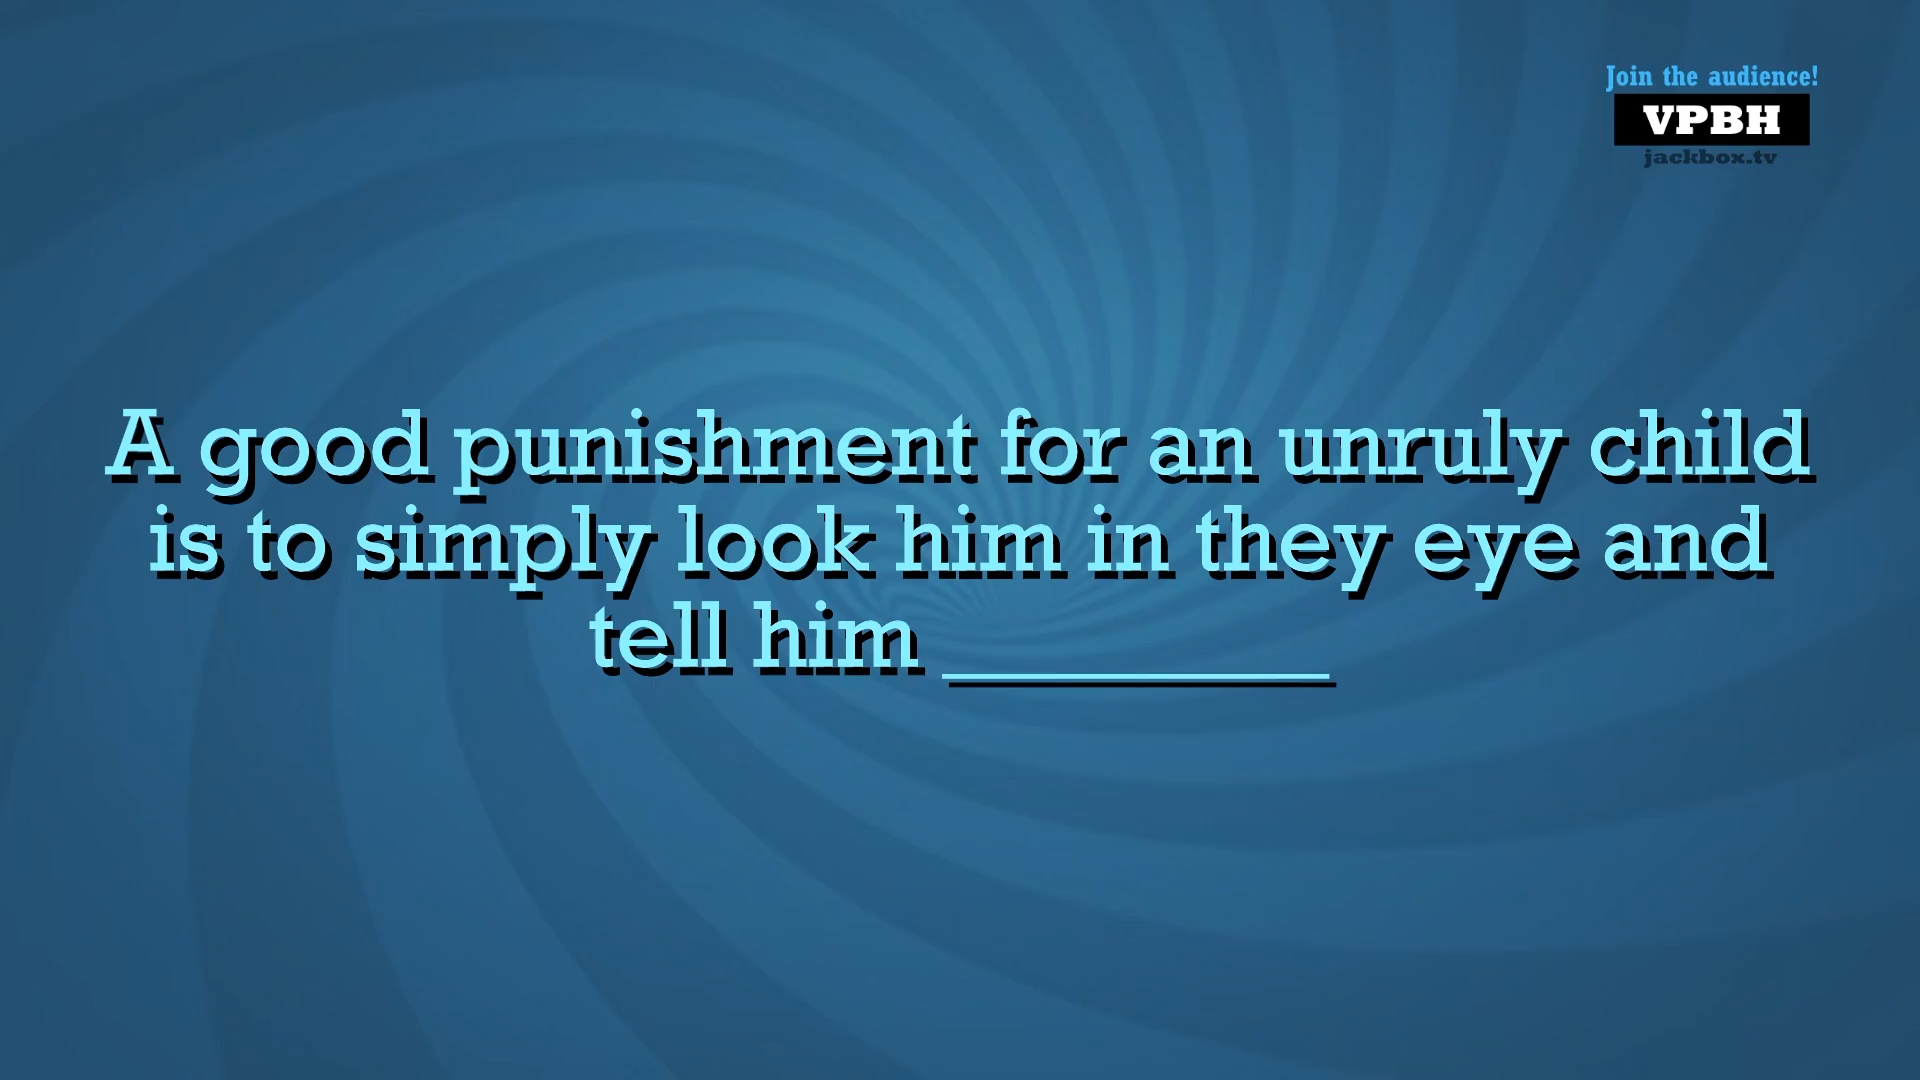 Join the audience!
VPBH
jackbox.tv
A good punishment for an unruly child
is to simply look him in they eye and
tell him __________